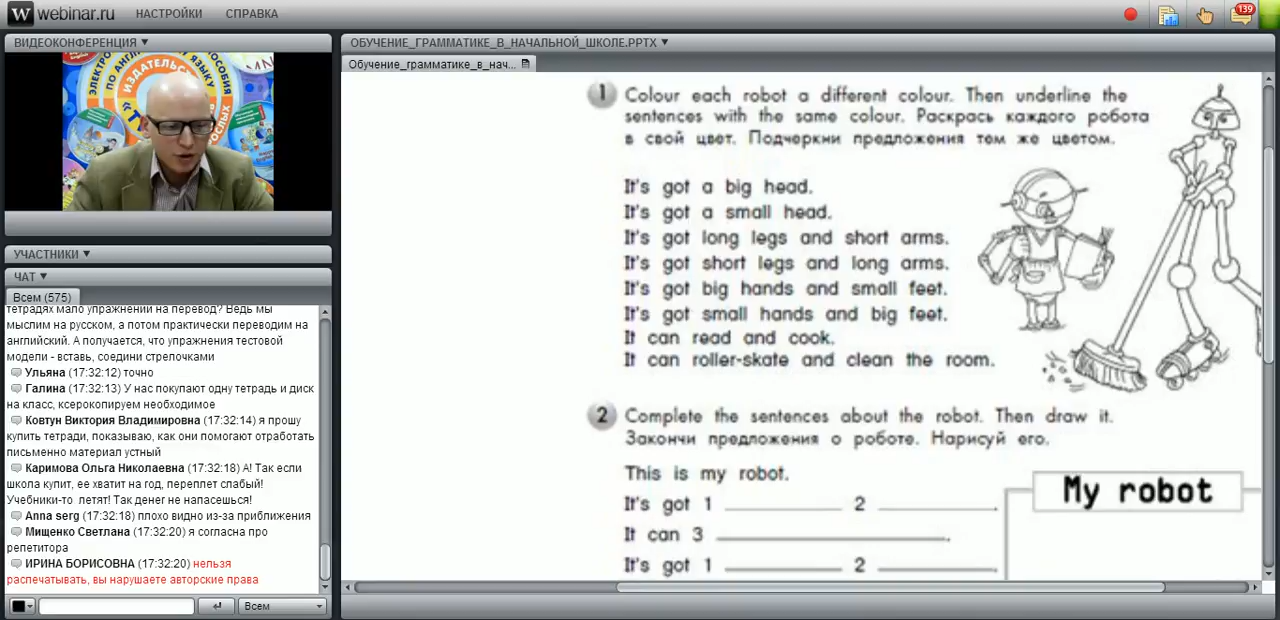 W webinar.ru НАСТРОЙКИ СПРАВКА 139
ВИДЕОКОНФЕРЕНЦИЯ
ЭЛЕКТРО
ПО АНГЛИ
ИЗДАТЕЛЬС
ЯЗЫКУ
ПОСОБИЯ
УЧАСТНИКИ
ЧАТ
Всем (575)
тетрадях мало упражнений на перевод? Ведь мы
мыслим на русском, а потом практически переводим на
английский. А получается, что упражнения тестовой
модели - вставь, соедини стрелочками
Ульяна (17:32:12) точно
Галина (17:32:13) У нас покупают одну тетрадь и диск
на класс, ксерокопируем необходимое
Ковтун Виктория Владимировна (17:32:14) я прошу
купить тетради, показываю, как они помогают отработать
письменно материал устный
Каримова Ольга Николаевна (17:32:18) А! Так если
школа купит, ее хватит на год, переплет слабый!
Учебники-то летят! Так денег не напасешься!
Anna serg (17:32:18) плохо видно из-за приближения
Мищенко Светлана (17:32:20) я согласна про
репетитора
ИРИНА БОРИСОВНА (17:32:20) нельзя
распечатывать, вы нарушаете авторские права
Всем
ОБУЧЕНИЕ_ГРАММАТИКЕ_В_НАЧАЛЬНОЙ_ШКОЛЕ.PPTX
Обучение_грамматике_в_нач...
1 Colour each robot a different colour. Then underline the
sentences with the same colour. Раскрась каждого робота
в свой цвет. Подчеркни предложения тем же цветом.
It's got a big head.
It's got a small head.
It's got long legs and short arms.
It's got short legs and long arms.
It's got big hands and small feet.
It's got small hands and big feet.
It can read and cook.
It can roller-skate and clean the room.
2 Complete the sentences about the robot. Then draw it.
Закончи предложения о роботе. Нарисуй его.
This is my robot.
It's got 1 ____________ 2 ____________.
It can 3 ________________________.
It's got 1 ____________ 2 ____________.
My robot